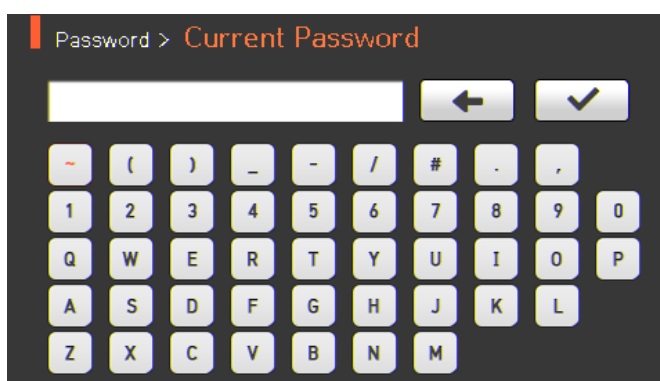 Password > Current Password
~ ( ) _ - / # . ,
1 2 3 4 5 6 7 8 9 0
Q W E R T Y U I O P
A S D F G H J K L
Z X C V B N M